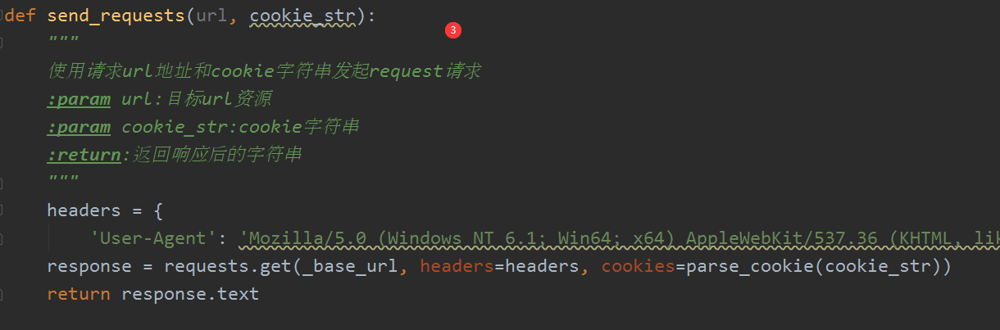 def send_requests(url, cookie_str):
3
"""
使用请求url地址和cookie字符串发起request请求
:param url:目标url资源
:param cookie_str:cookie字符串
:return:返回响应后的字符串
"""
headers = {
'User-Agent': 'Mozilla/5.0 (Windows NT 6.1; Win64; x64) AppleWebKit/537.36 (KHTML, lik
response = requests.get(_base_url, headers=headers, cookies=parse_cookie(cookie_str))
return response.text